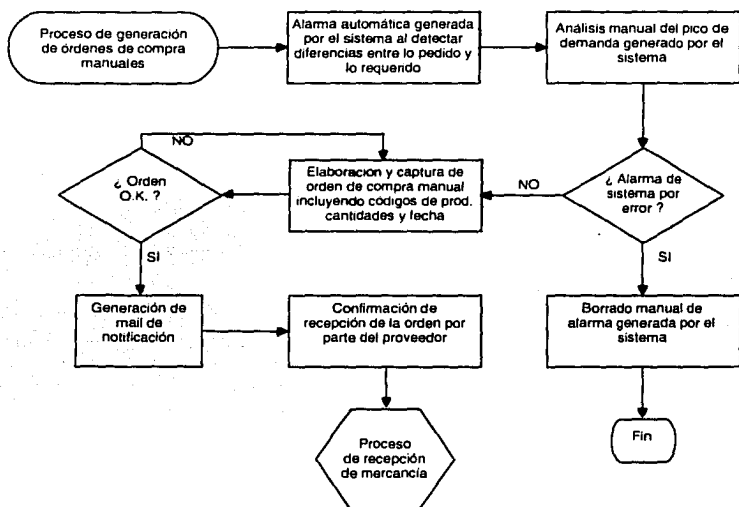 Proceso de generación
de órdenes de compra
manuales
Alarma automática generada
por el sistema al detectar
diferencias entre lo pedido y
lo requerido
Análisis manual del pico de
demanda generado por el
sistema
¿ Alarma de
sistema por
error ?
NO
SI
Elaboracion y captura de
orden de compra manual
incluyendo códigos de prod.
cantidades y fecha
¿ Orden
O.K. ?
NO
SI
Generación de
mail de
notificación
Confirmación de
recepción de la orden por
parte del proveedor
Proceso
de recepción
de mercancía
Borrado manual de
alarma generada por el
sistema
Fin